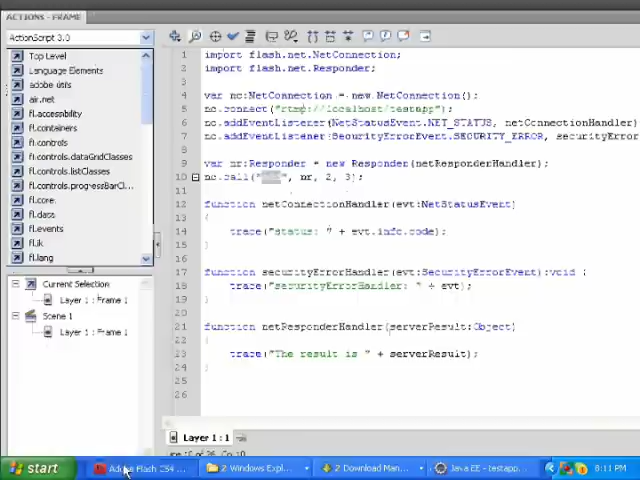 ACTIONS - FRAME
ActionScript 3.0
Top Level
Language Elements
adobe utils
air.net
fl.accessibility
fl.containers
fl.controls
fl.controls.dataGridClasses
fl.controls.listClasses
fl.controls.progressBarCl...
fl.core
fl.data
fl.events
fl.ik
fl.lang
Current Selection
Layer 1 : Frame 1
Scene 1
Layer 1 : Frame 1
1 import flash.net.NetConnection;
2 import flash.net.Responder;
3
4 var nc:NetConnection = new NetConnection();
5 nc.connect("rtmp://localhost/testapp");
6 nc.addEventListener(NetStatusEvent.NET_STATUS, netConnectionHandler)
7 nc.addEventListener(SecurityErrorEvent.SECURITY_ERROR, securityError
8
9 var nr:Responder = new Responder(netResponderHandler);
10 nc.call(" ", nr, 2, 3);
11
12 function netConnectionHandler(evt:NetStatusEvent)
13 {
14 trace("status: " + evt.info.code);
15 }
16
17 function securityErrorHandler(evt:SecurityErrorEvent):void {
18 trace("securityErrorHandler: " + evt);
19 }
20
21 function netResponderHandler(serverResult:Object)
22 {
23 trace("The result is " + serverResult);
24 }
25
26
Layer 1 : 1
start
Adobe Flash CS4 ...
2 Windows Expl...
2 Download Man...
Java EE - testapp...
8:11 PM